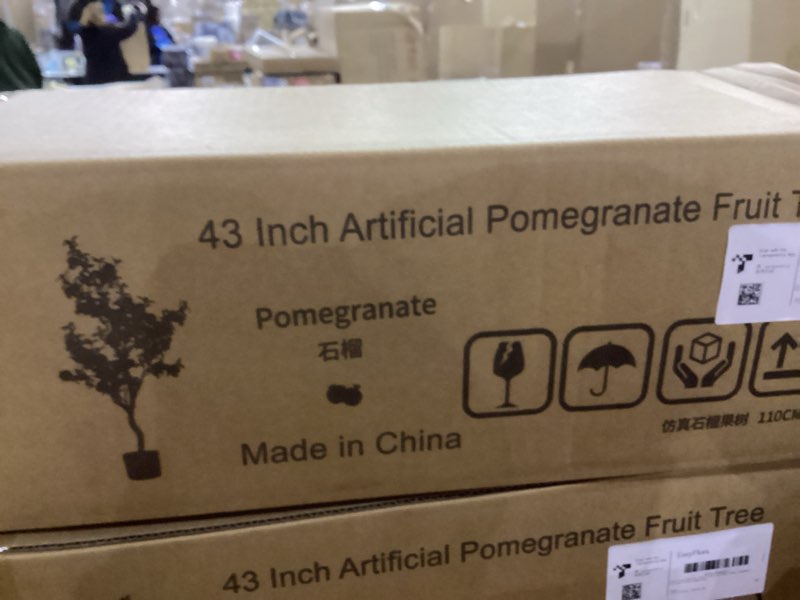 43 Inch Artificial Pomegranate Fruit T
Pomegranate
石榴
Made in China
仿真石榴果树 110CM
43 Inch Artificial Pomegranate Fruit Tree